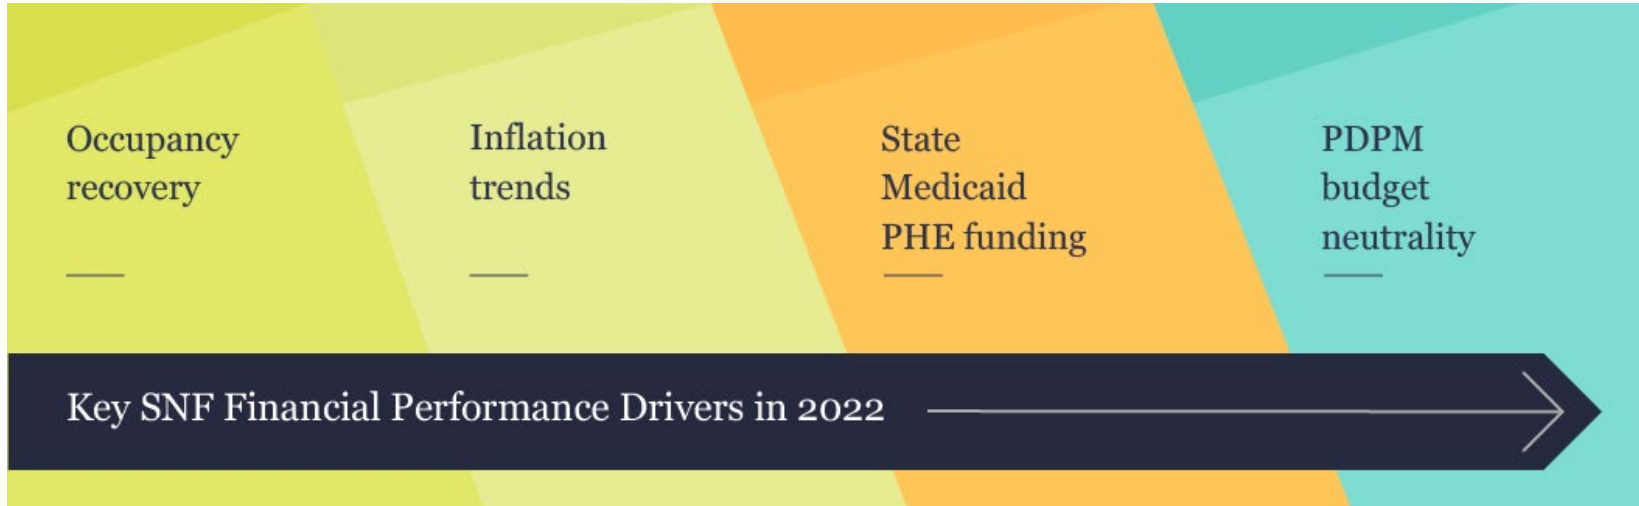 Occupancy
recovery
Inflation
trends
State
Medicaid
PHE funding
PDPM
budget
neutrality
Key SNF Financial Performance Drivers in 2022